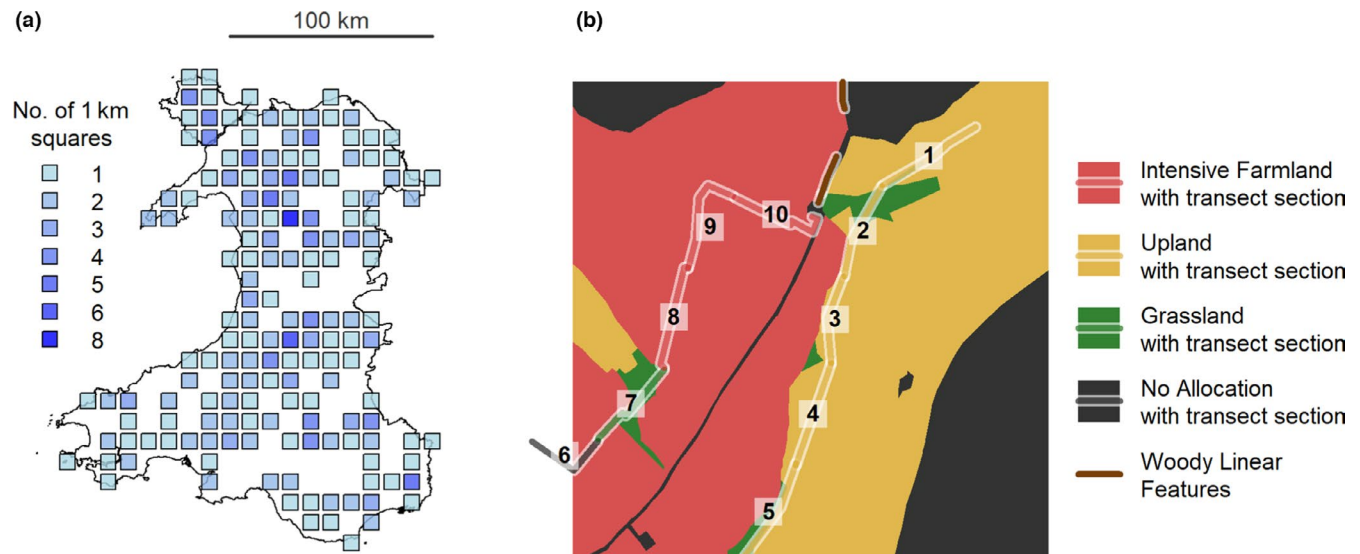 (a)
100 km
No. of 1 km
squares
1
2
3
4
5
6
8
(b)
1
2
3
4
5
6
7
8
9
10
Intensive Farmland
with transect section
Upland
with transect section
Grassland
with transect section
No Allocation
with transect section
Woody Linear
Features